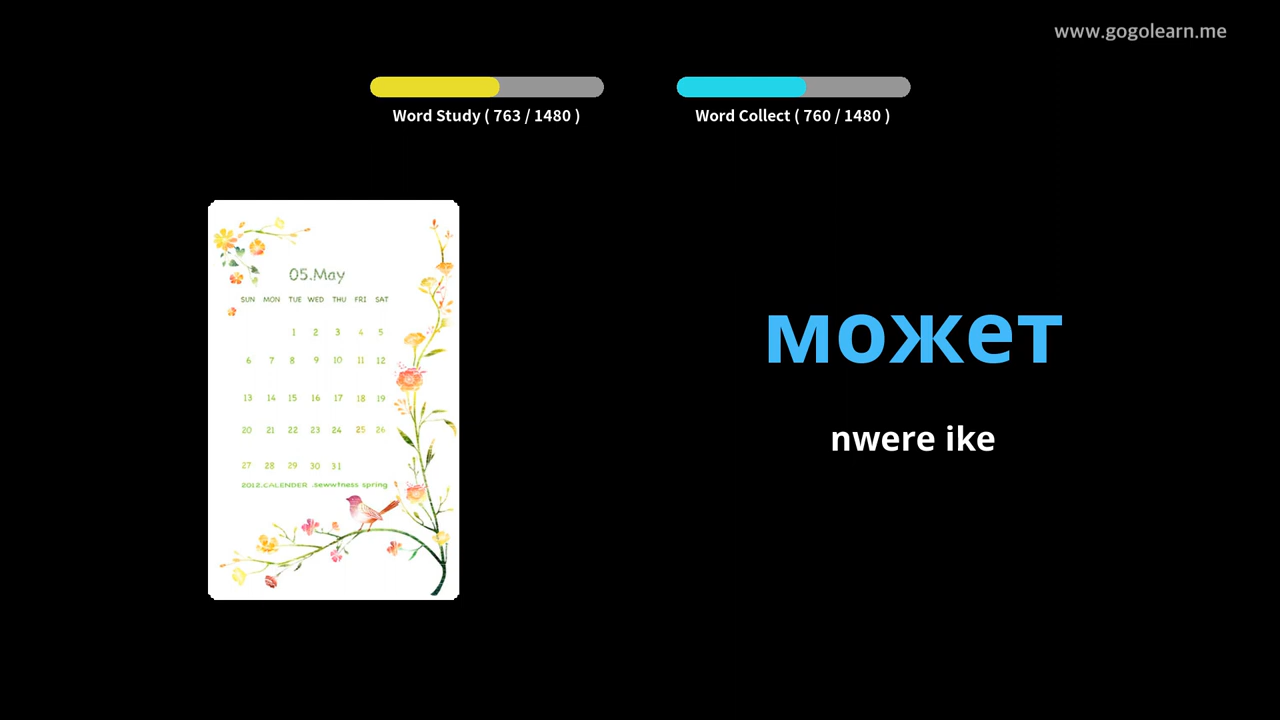 www.gogolearn.me
Word Study ( 763 / 1480 )
Word Collect ( 760 / 1480 )
05.May
SUN MON TUE WED THU FRI SAT
1 2 3 4 5
6 7 8 9 10 11 12
13 14 15 16 17 18 19
20 21 22 23 24 25 26
27 28 29 30 31
2012.CALENDER .sewwtness spring
может
nwere ike